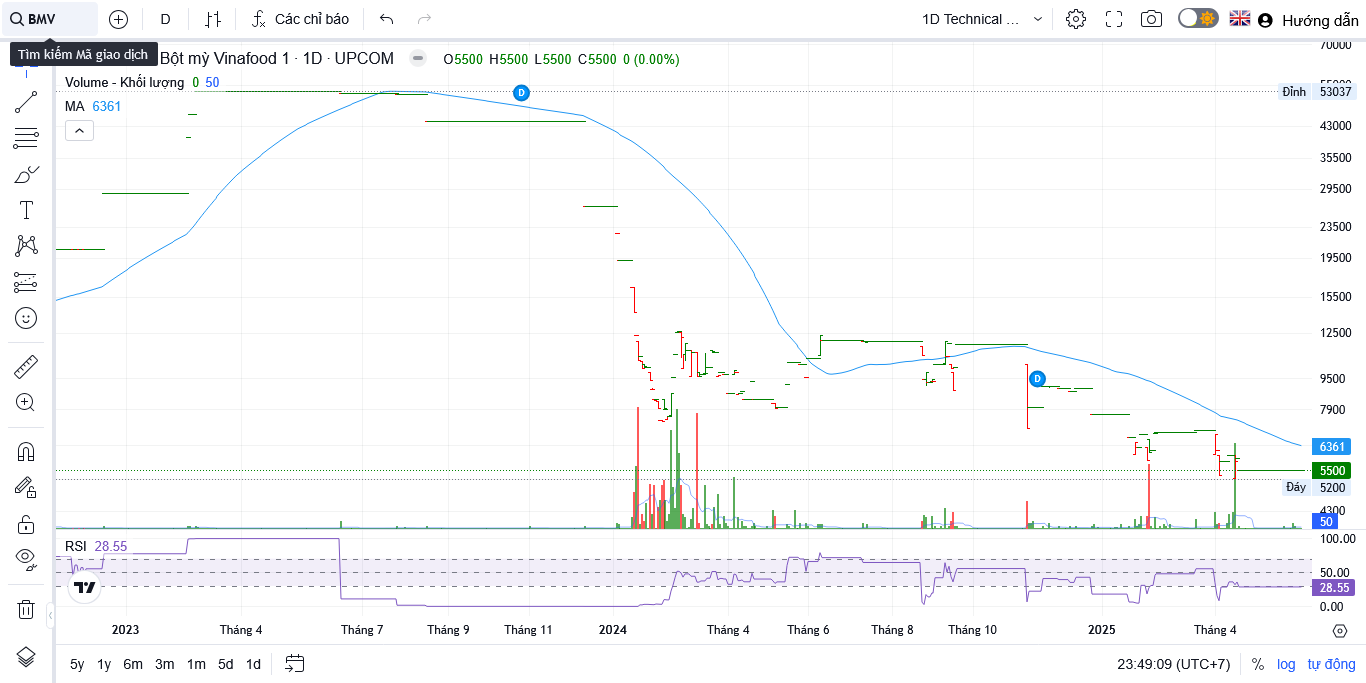 BMV
D
Các chỉ báo
1D Technical ...
Hướng dẫn
Tìm kiếm Mã giao dịch
Bột mỳ Vinafood 1 · 1D · UPCOM
O5500 H5500 L5500 C5500 0 (0.00%)
Volume - Khối lượng 0 50
MA 6361
D
D
70000
Đỉnh 53037
43000
35500
29500
23500
19500
15500
12500
9500
7900
6361
5500
Đáy 5200
4300
50
RSI 28.55
100.00
50.00
28.55
0.00
2023 Tháng 4 Tháng 7 Tháng 9 Tháng 11 2024 Tháng 4 Tháng 6 Tháng 8 Tháng 10 2025 Tháng 4
5y 1y 6m 3m 1m 5d 1d
23:49:09 (UTC+7) % log tự động